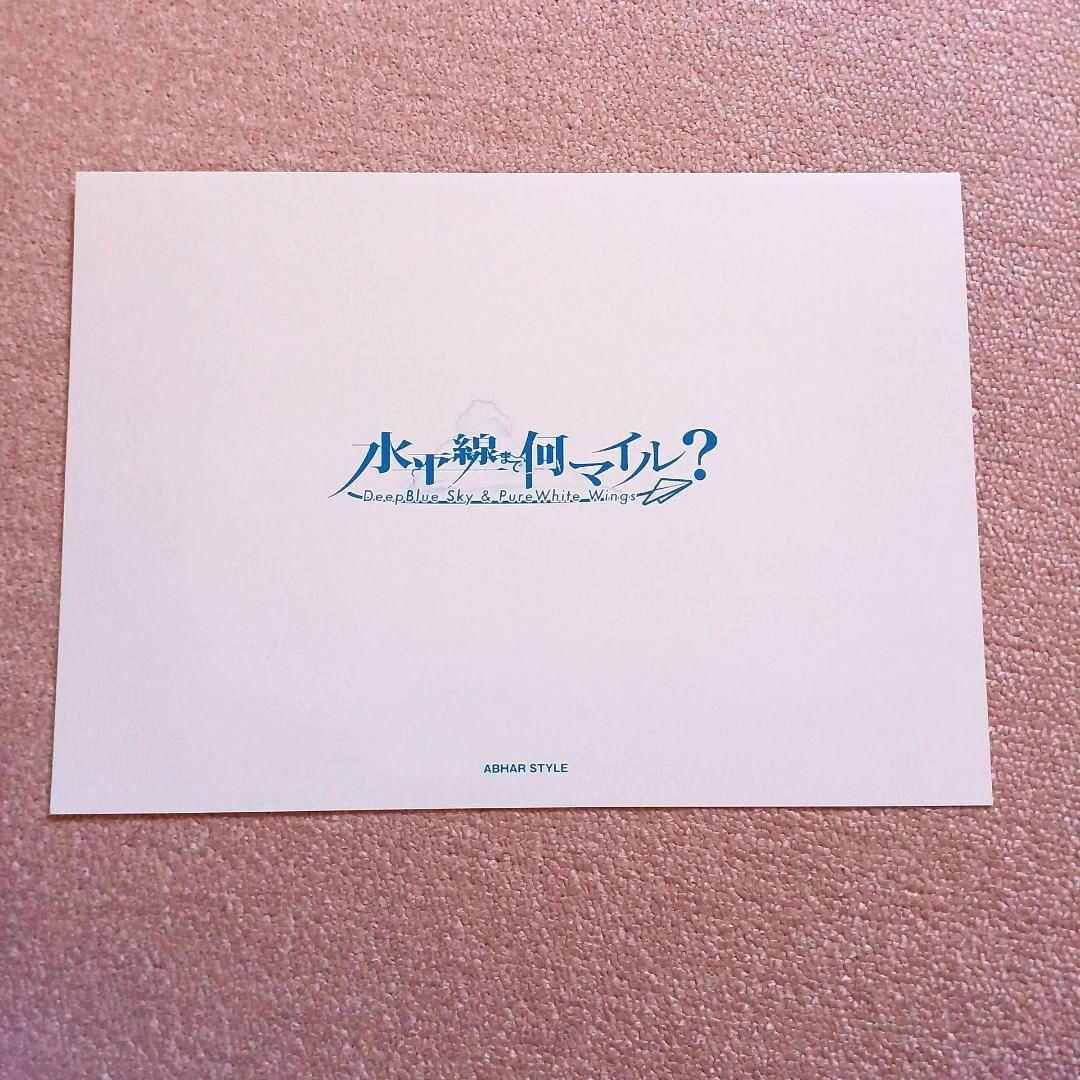 水平線まで何マイル？
DeepBlue Sky & PureWhite Wings
ABHAR STYLE